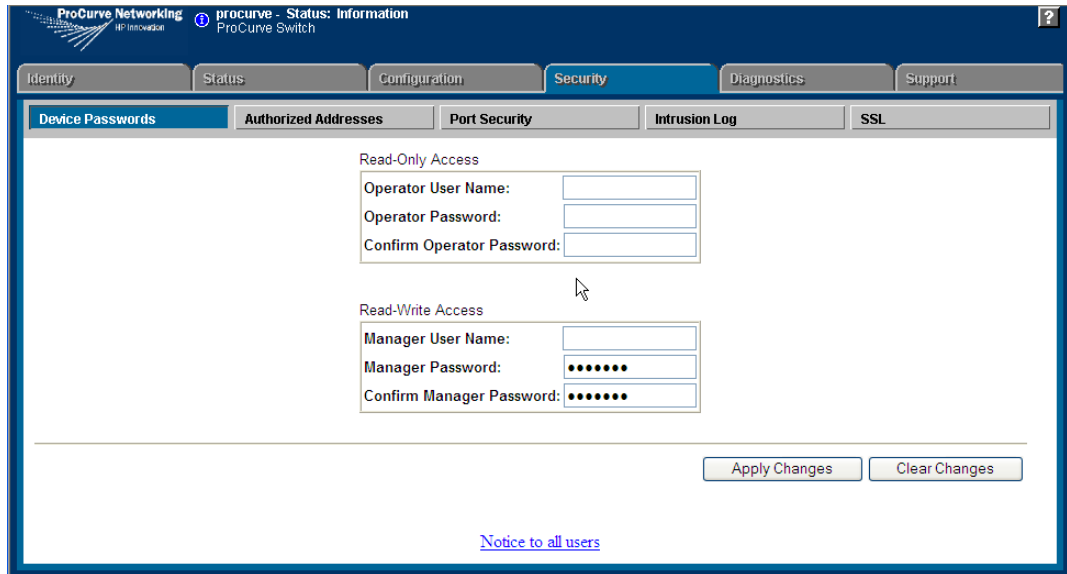 ProCurve Networking
HP Innovation
procurve - Status: Information
ProCurve Switch
?
Identity Status Configuration Security Diagnostics Support
Device Passwords Authorized Addresses Port Security Intrusion Log SSL
Read-Only Access
Operator User Name:
Operator Password:
Confirm Operator Password:
Read-Write Access
Manager User Name:
Manager Password: •••••••
Confirm Manager Password: •••••••
Apply Changes Clear Changes
Notice to all users